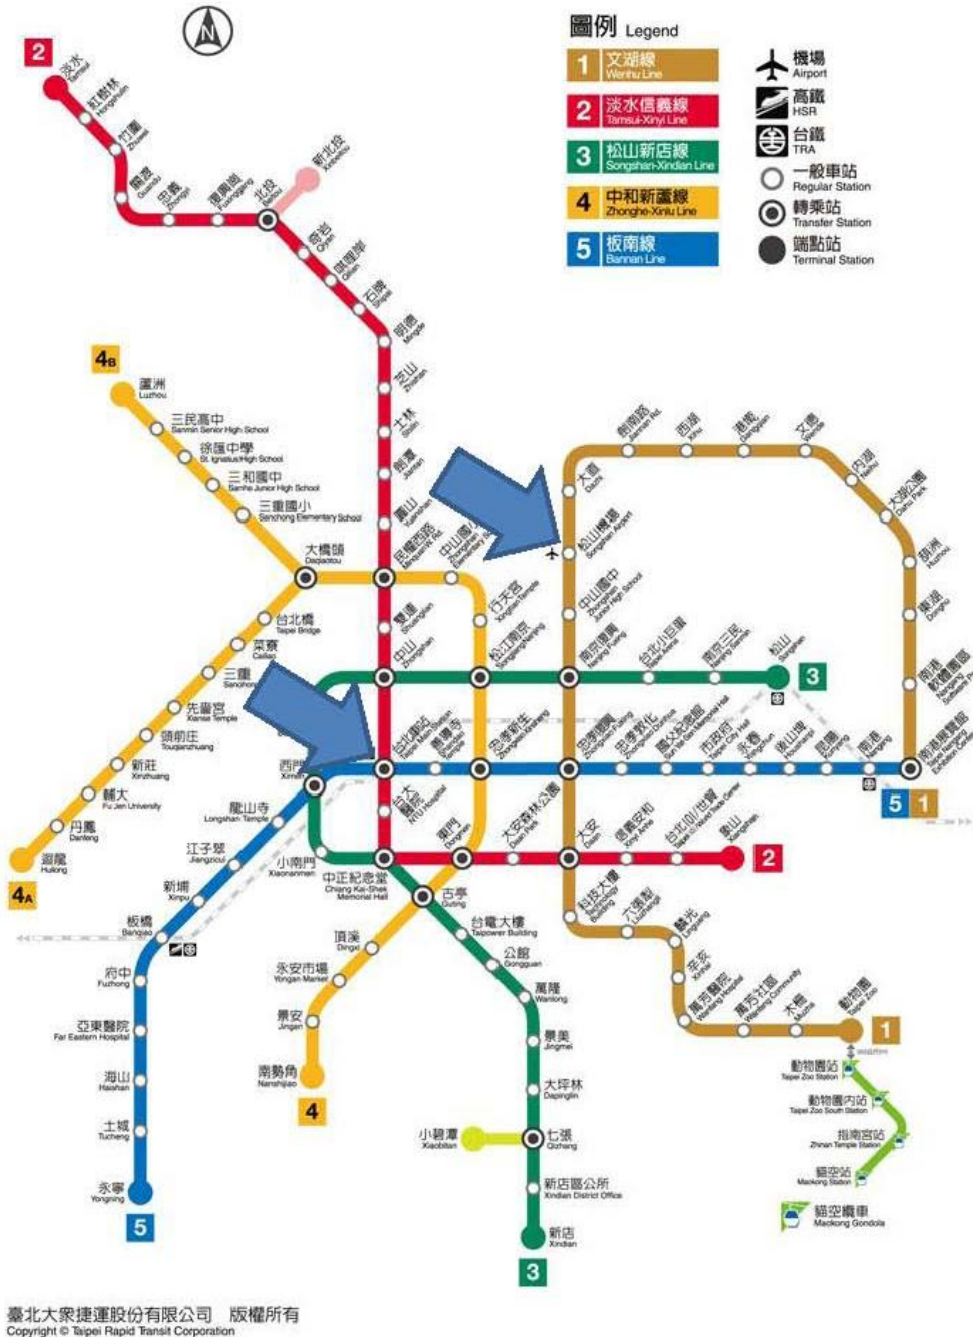 N
圖例 Legend
1 文湖線
Wenhu Line
2 淡水信義線
Tamsui-Xinyi Line
3 松山新店線
Songshan-Xindian Line
4 中和新蘆線
Zhonghe-Xinlu Line
5 板南線
Bannan Line
機場
Airport
高鐵
HSR
台鐵
TRA
一般車站
Regular Station
轉乘站
Transfer Station
端點站
Terminal Station
2
淡水
Tamsui
紅樹林
Hongshulin
竹圍
Zhuwei
關渡
Guandu
忠義
Zhongyi
復興崗
Fuxinggang
北投
Beitou
新北投
Xinbeitou
奇岩
Qiyan
唭哩岸
Qilian
石牌
Shipai
明德
Mingde
芝山
Zhishan
士林
Shilin
劍潭
Jiantan
圓山
Yuanshan
民權西路
Minquan W. Rd.
雙連
Shuanglian
中山
Zhongshan
台北車站
Taipei Main Station
台大
醫院
NTU Hospital
中正紀念堂
Chiang Kai-Shek
Memorial Hall
東門
Dongmen
大安森林公園
Daan Park
大安
Daan
信義安和
Xinyi Anhe
台北101/世貿
Taipei 101/World Trade Center
象山
Xiangshan
2
4B
蘆洲
Luzhou
三民高中
Sanmin Senior High School
徐匯中學
St. Ignatius High School
三和國中
Sanhe Junior High School
三重國小
Sanchong Elementary School
大橋頭
Daqiaotou
台北橋
Taipei Bridge
菜寮
Cailiao
三重
先嗇宮
Xianse Temple
頭前庄
Touqianzhuang
新莊
Xinzhuang
輔大
Fu Jen University
丹鳳
Danfeng
迴龍
Huilong
4A
中山國小
Zhongshan
行天宮
Xingtian Temple
松江南京
Songjiang Nanjing
忠孝新生
Zhongxiao Xinsheng
古亭
Guting
頂溪
Dingxi
永安市場
Yongan Market
景安
Jingan
南勢角
Nanshijiao
4
劍南路
Jiannan Rd.
西湖
Xihu
港墘
Gangqian
文德
Wende
內湖
Neihu
大湖公園
Dahu Park
葫洲
Huzhou
東湖
Donghu
南港
軟體園區
Nangang
南港展覽館
Taipei Nangang
Exhibition Center
大直
Dazhi
松山機場
Songshan Airport
中山國中
Zhongshan
Junior High School
南京復興
Nanjing Fuxing
台北小巨蛋
Taipei Arena
南京三民
Nanjing Sanmin
松山
Songshan
3
忠孝復興
Zhongxiao Fuxing
忠孝敦化
Zhongxiao Dunhua
國父紀念館
Sun Yat-Sen Memorial Hall
市政府
Taipei City Hall
永春
Yongchun
後山埤
Houshanpi
昆陽
Kunyang
南港
Nangang
5 1
善導寺
Shandao
Temple
西門
Ximen
龍山寺
Longshan Temple
江子翠
Jiangzicui
新埔
Xinpu
板橋
Banqiao
府中
Fuzhong
亞東醫院
Far Eastern Hospital
海山
Haishan
土城
Tucheng
永寧
Yongning
5
小南門
Xiaonanmen
台電大樓
Taipower Building
公館
Gongguan
萬隆
Wanlong
景美
Jingmei
大坪林
Dapinglin
小碧潭
Xiaobitan
七張
Qizhang
新店區公所
Xindian District Office
新店
Xindian
3
科技大樓
Technology
Building
六張犁
Liuzhangli
麟光
Linguang
辛亥
Xinhai
萬芳醫院
Wanfang Hospital
萬芳社區
Wanfang Community
木柵
Muzha
動物園
Taipei Zoo
1
動物園站
Taipei Zoo Station
動物園內站
Taipei Zoo South Station
指南宮站
Zhinan Temple Station
貓空站
Maokong Station
貓空纜車
Maokong Gondola
臺北大眾捷運股份有限公司 版權所有
Copyright © Taipei Rapid Transit Corporation